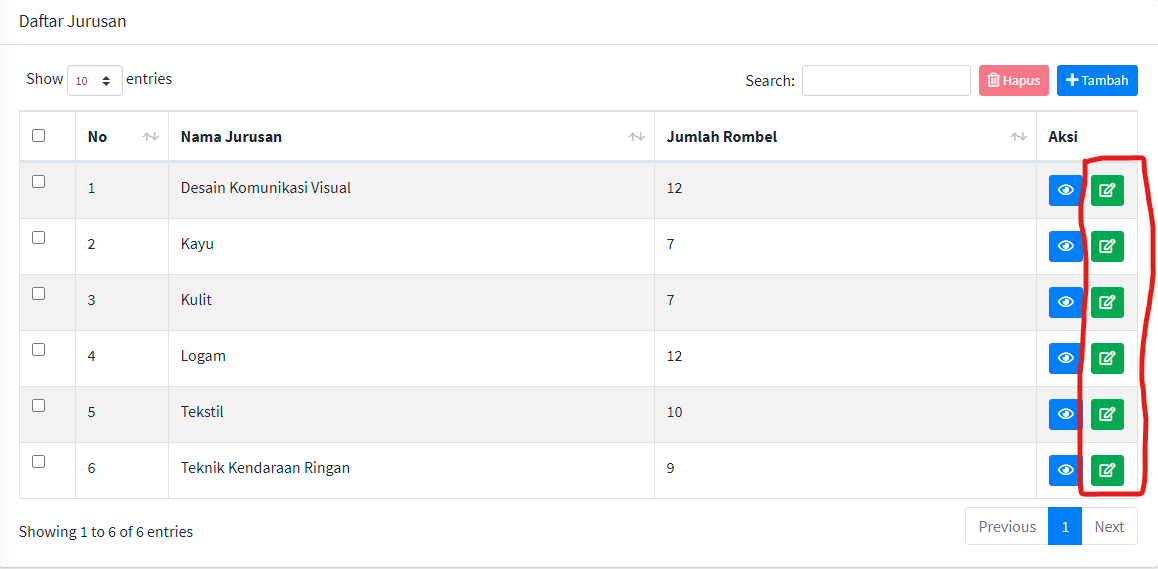 Daftar Jurusan
Show 10 entries
Search: Hapus Tambah
No Nama Jurusan Jumlah Rombel Aksi
1 Desain Komunikasi Visual 12
2 Kayu 7
3 Kulit 7
4 Logam 12
5 Tekstil 10
6 Teknik Kendaraan Ringan 9
Showing 1 to 6 of 6 entries
Previous 1 Next